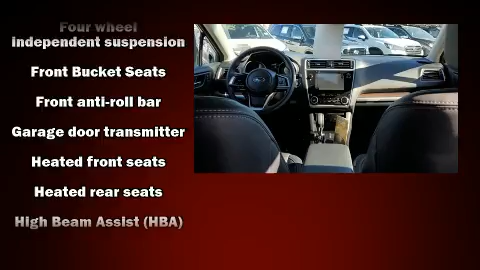 Four wheel
independent suspension
Front Bucket Seats
Front anti-roll bar
Garage door transmitter
Heated front seats
Heated rear seats
High Beam Assist (HBA)